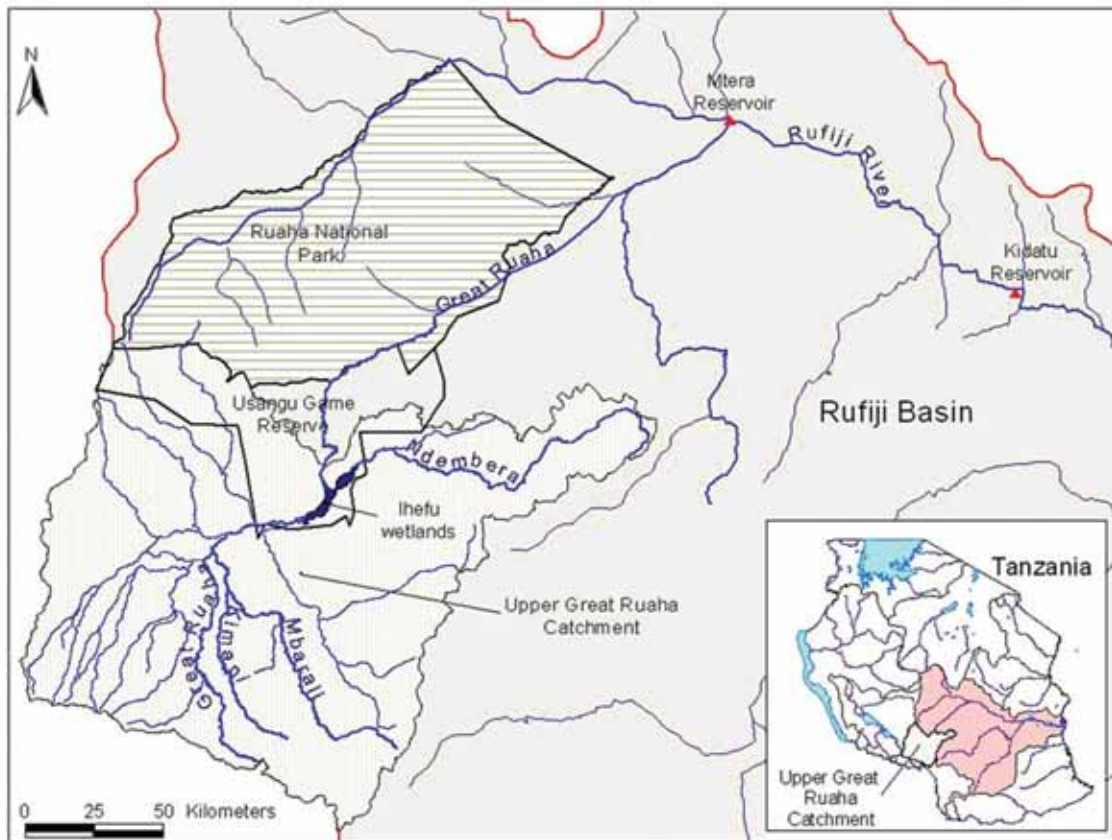 N
Mtera
Reservoir
Rufiji River
Ruaha National
Park
Kidatu
Reservoir
Great Ruaha
Usangu Game
Reserve
Rufiji Basin
Ndembera
Ihefu
wetlands
Upper Great Ruaha
Catchment
Great Ruaha
Kimaoji
Mbarali
Tanzania
Upper Great
Ruaha
Catchment
0 25 50 Kilometers